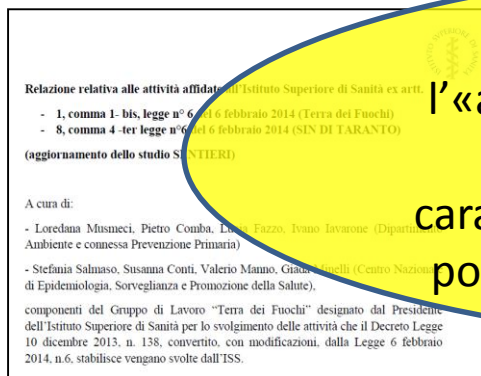 Relazione relativa alle attività affidate all'Istituto Superiore di Sanità ex artt.
- 1, comma 1- bis, legge n° 6 del 6 febbraio 2014 (Terra dei Fuochi)
- 8, comma 4 -ter legge n°6 del 6 febbraio 2014 (SIN DI TARANTO)
(aggiornamento dello studio SENTIERI)
A cura di:
- Loredana Musmeci, Pietro Comba, Lucia Fazzo, Ivano Iavarone (Dipartimento
Ambiente e connessa Prevenzione Primaria)
- Stefania Salmaso, Susanna Conti, Valerio Manno, Giada Minelli (Centro Nazionale
di Epidemiologia, Sorveglianza e Promozione della Salute),
componenti del Gruppo di Lavoro "Terra dei Fuochi" designato dal Presidente
dell'Istituto Superiore di Sanità per lo svolgimento delle attività che il Decreto Legge
10 dicembre 2013, n. 138, convertito, con modificazioni, dalla Legge 6 febbraio
2014, n.6, stabilisce vengano svolte dall'ISS.
l'«a
cara
po